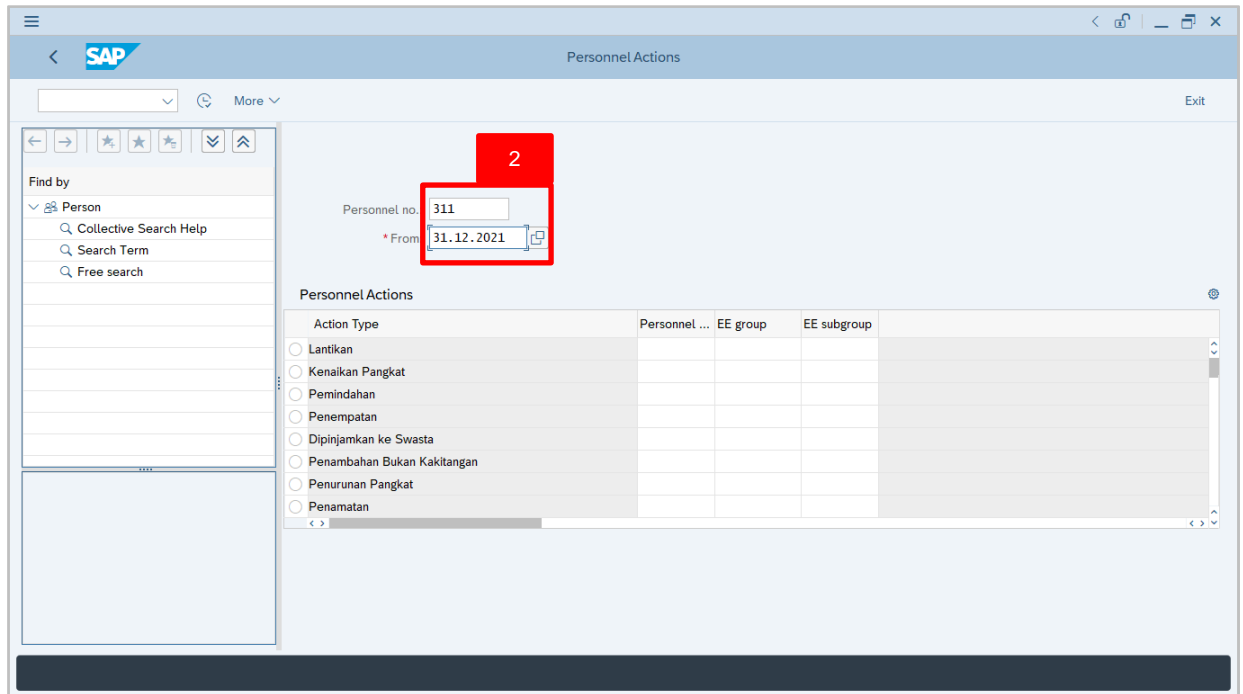 SAP
Personnel Actions
More
Exit
2
Find by
Person
Collective Search Help
Search Term
Free search
Personnel no. 311
* From 31.12.2021
Personnel Actions
Action Type Personnel ... EE group EE subgroup
Lantikan
Kenaikan Pangkat
Pemindahan
Penempatan
Dipinjamkan ke Swasta
Penambahan Bukan Kakitangan
Penurunan Pangkat
Penamatan